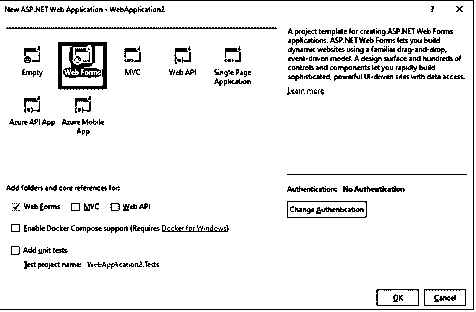 New ASP.NET Web Application - WebApplication2
? X
Empty
Web Forms
MVC
Web API
Single Page
Application
Azure API App
Azure Mobile
App
A project template for creating ASP.NET Web Forms
applications. ASP.NET Web Forms lets you build
dynamic websites using a familiar drag-and-drop,
event-driven model. A design surface and hundreds of
controls and components let you rapidly build
sophisticated, powerful UI-driven sites with data access.
Learn more
Add folders and core references for:
Web Forms
MVC
Web API
Enable Docker Compose support (Requires Docker for Windows)
Add unit tests
Test project name: WebApplication2.Tests
Authentication: No Authentication
Change Authentication
OK
Cancel